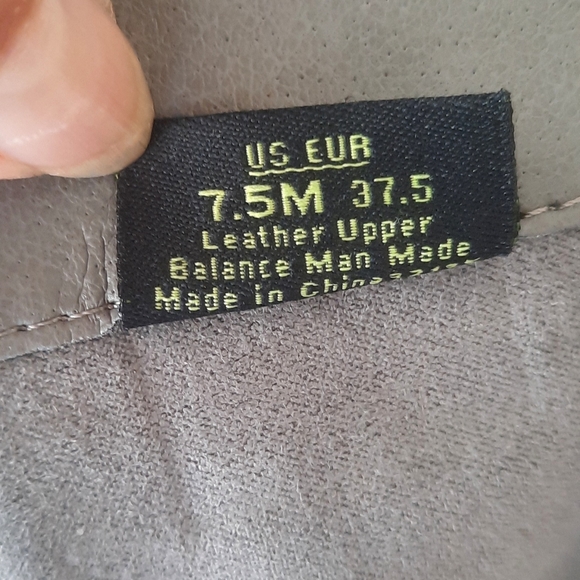 US EUR
7.5M 37.5
Leather Upper
Balance Man Made
Made in China